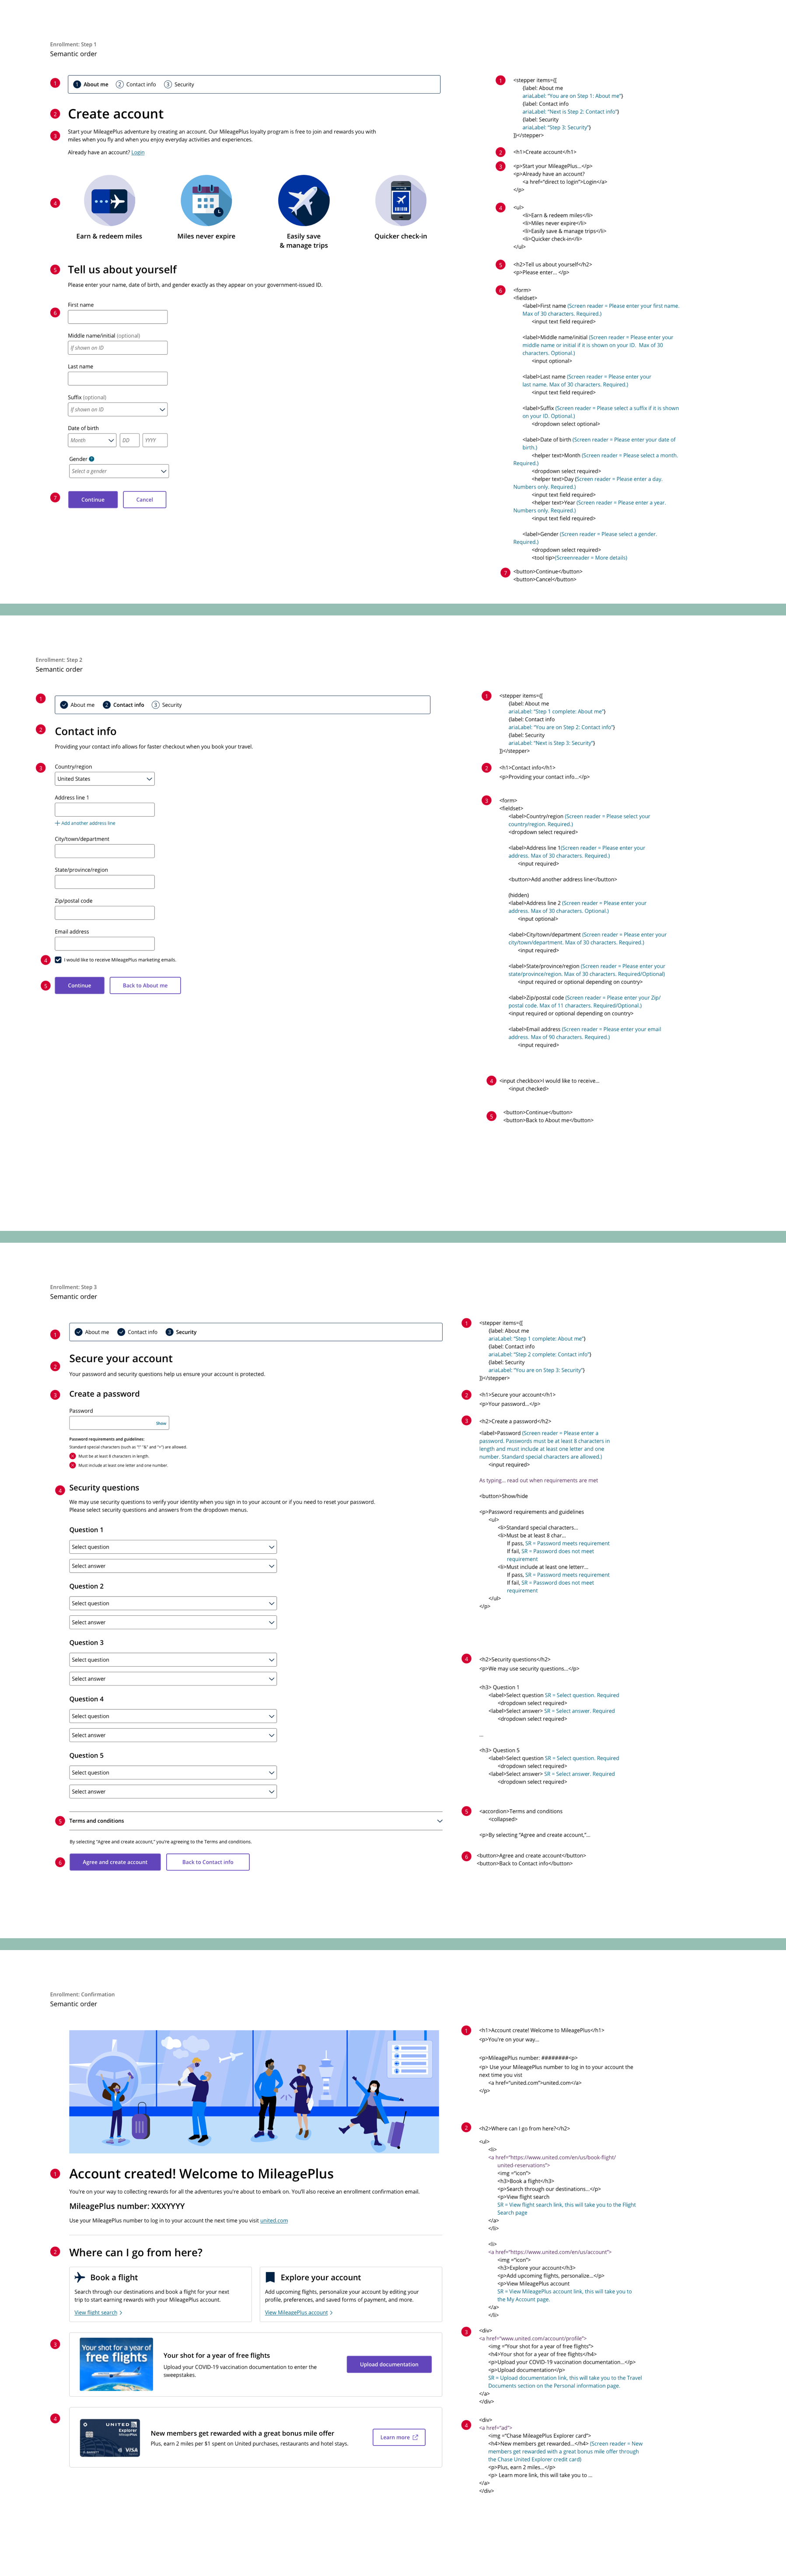 Enrollment: Step 1
Semantic order
1
1 About me 2 Contact info 3 Security
2 Create account
3 Start your MileagePlus adventure by creating an account. Our MileagePlus loyalty program is free to join and rewards you with
miles when you fly and when you enjoy everyday activities and experiences.
Already have an account? Login
4
Earn & redeem miles
Miles never expire
Easily save
& manage trips
Quicker check-in
5 Tell us about yourself
Please enter your name, date of birth, and gender exactly as they appear on your government-issued ID.
6
First name
Middle name/initial (optional)
If shown on ID
Last name
Suffix (optional)
If shown on ID
Date of birth
Month DD YYYY
Gender ?
Select a gender
7 Continue Cancel
1 <stepper items={[
{label: About me
ariaLabel: "You are on Step 1: About me"}
{label: Contact info
ariaLabel: "Next is Step 2: Contact info"}
{label: Security
ariaLabel: "Step 3: Security"}
]}</stepper>
2 <h1>Create account</h1>
3 <p>Start your MileagePlus...</p>
<p>Already have an account?
<a href="direct to login">Login</a>
</p>
4 <ul>
<li>Earn & redeem miles</li>
<li>Miles never expire</li>
<li>Easily save & manage trips</li>
<li>Quicker check-in</li>
</ul>
5 <h2>Tell us about yourself</h2>
<p>Please enter... </p>
6 <form>
<fieldset>
<label>First name (Screen reader = Please enter your first name.
Max of 30 characters. Required.)
<input text field required>
<label>Middle name/initial (Screen reader = Please enter your
middle name or initial if it is shown on your ID. Max of 30
characters. Optional.)
<input optional>
<label>Last name (Screen reader = Please enter your
last name. Max of 30 characters. Required.)
<input text field required>
<label>Suffix (Screen reader = Please select a suffix if it is shown
on your ID. Optional.)
<dropdown select optional>
<label>Date of birth (Screen reader = Please enter your date of
birth.)
<helper text>Month (Screen reader = Please select a month.
Required.)
<dropdown select required>
<helper text>Day (Screen reader = Please enter a day.
Numbers only. Required.)
<input text field required>
<helper text>Year (Screen reader = Please enter a year.
Numbers only. Required.)
<input text field required>
<label>Gender (Screen reader = Please select a gender.
Required.)
<dropdown select required>
<tool tip>(Screenreader = More details)
7 <button>Continue</button>
<button>Cancel</button>
Enrollment: Step 2
Semantic order
1
About me 2 Contact info 3 Security
2 Contact info
Providing your contact info allows for faster checkout when you book your travel.
3 Country/region
United States
Address line 1
Add another address line
City/town/department
State/province/region
Zip/postal code
Email address
4 I would like to receive MileagePlus marketing emails.
5 Continue Back to About me
1 <stepper items={[
{label: About me
ariaLabel: "Step 1 complete: About me"}
{label: Contact info
ariaLabel: "You are on Step 2: Contact info"}
{label: Security
ariaLabel: "Next is Step 3: Security"}
]}</stepper>
2 <h1>Contact info</h1>
<p>Providing your contact info...</p>
3 <form>
<fieldset>
<label>Country/region (Screen reader = Please select your
country/region. Required.)
<dropdown select required>
<label>Address line 1(Screen reader = Please enter your
address. Max of 30 characters. Required.)
<input required>
<button>Add another address line</button>
(hidden)
<label>Address line 2 (Screen reader = Please enter your
address. Max of 30 characters. Optional.)
<input optional>
<label>City/town/department (Screen reader = Please enter your
city/town/department. Max of 30 characters. Required.)
<input required>
<label>State/province/region (Screen reader = Please enter your
state/province/region. Max of 30 characters. Required/Optional)
<input required or optional depending on country>
<label>Zip/postal code (Screen reader = Please enter your Zip/
postal code. Max of 11 characters. Required/Optional.)
<input required or optional depending on country>
<label>Email address (Screen reader = Please enter your email
address. Max of 90 characters. Required.)
<input required>
4 <input checkbox>I would like to receive...
<input checked>
5 <button>Continue</button>
<button>Back to About me</button>
Enrollment: Step 3
Semantic order
1
About me Contact info 3 Security
2 Secure your account
Your password and security questions help us ensure your account is protected.
3 Create a password
Password
Show
Password requirements and guidelines:
Standard special characters (such as "!" "&" and "+") are allowed.
Must be at least 8 characters in length.
Must include at least one letter and one number.
4 Security questions
We may use security questions to verify your identity when you sign in to your account or if you need to reset your password.
Please select security questions and answers from the dropdown menus.
Question 1
Select question
Select answer
Question 2
Select question
Select answer
Question 3
Select question
Select answer
Question 4
Select question
Select answer
Question 5
Select question
Select answer
5 Terms and conditions
By selecting "Agree and create account," you're agreeing to the Terms and conditions.
6 Agree and create account Back to Contact info
1 <stepper items={[
{label: About me
ariaLabel: "Step 1 complete: About me"}
{label: Contact info
ariaLabel: "Step 2 complete: Contact info"}
{label: Security
ariaLabel: "You are on Step 3: Security"}
]}</stepper>
2 <h1>Secure your account</h1>
<p>Your password...</p>
3 <h2>Create a password</h2>
<label>Password (Screen reader = Please enter a
password. Passwords must be at least 8 characters in
length and must include at least one letter and one
number. Standard special characters are allowed.)
<input required>
As typing... read out when requirements are met
<button>Show/hide
<p>Password requirements and guidelines
<ul>
<li>Standard special characters...
<li>Must be at least 8 char...
If pass, SR = Password meets requirement
If fail, SR = Password does not meet
requirement
<li>Must include at least one letterr...
If pass, SR = Password meets requirement
If fail, SR = Password does not meet
requirement
</ul>
</p>
4 <h2>Security questions</h2>
<p>We may use security questions...</p>
<h3> Question 1
<label>Select question SR = Select question. Required
<dropdown select required>
<label>Select answer> SR = Select answer. Required
<dropdown select required>
...
<h3> Question 5
<label>Select question SR = Select question. Required
<dropdown select required>
<label>Select answer> SR = Select answer. Required
<dropdown select required>
5 <accordion>Terms and conditions
<collapsed>
<p>By selecting "Agree and create account,"...
6 <button>Agree and create account</button>
<button>Back to Contact info</button>
Enrollment: Confirmation
Semantic order
1 Account created! Welcome to MileagePlus
You're on your way to collecting rewards for all the adventures you're about to embark on. You'll also receive an enrollment confirmation email.
MileagePlus number: XXXYYYY
Use your MileagePlus number to log in to your account the next time you visit united.com
2 Where can I go from here?
Book a flight
Search through our destinations and book a flight for your next
trip to start earning rewards with your MileagePlus account.
View flight search
Explore your account
Add upcoming flights, personalize your account by editing your
profile, preferences, and saved forms of payment, and more.
View MileagePlus account
3
Your shot for a year of
free flights
Your shot for a year of free flights
Upload your COVID-19 vaccination documentation to enter the
sweepstakes.
Upload documentation
4
UNITED
Explorer
VISA
New members get rewarded with a great bonus mile offer
Plus, earn 2 miles per $1 spent on United purchases, restaurants and hotel stays.
Learn more
1 <h1>Account create! Welcome to MileagePlus</h1>
<p>You're on your way...
<p>MileagePlus number: ########<p>
<p> Use your MileagePlus number to log in to your account the
next time you vist
<a href="united.com">united.com</a>
</p>
2 <h2>Where can I go from here?</h2>
<ul>
<li>
<a href="https://www.united.com/en/us/book-flight/
united-reservations">
<img ="icon">
<h3>Book a flight</h3>
<p>Search through our destinations...</p>
<p>View flight search
SR = View flight search link, this will take you to the Flight
Search page
</a>
</li>
<li>
<a href="https://www.united.com/en/us/account">
<img ="icon">
<h3>Explore your account</h3>
<p>Add upcoming flights, personalize...</p>
<p>View MileagePlus account
SR = View MileagePlus account link, this will take you to
the My Account page.
</a>
</li>
3 <div>
<a href="www.united.com/account/profile">
<img ="Your shot for a year of free flights">
<h4>Your shot for a year of free flights</h4>
<p>Upload your COVID-19 vaccination documentation...</p>
<p>Upload documentation</p>
SR = Upload documentation link, this will take you to the Travel
Documents section on the Personal information page.
</a>
</div>
4 <div>
<a href="ad">
<img ="Chase MileagePlus Explorer card">
<h4>New members get rewarded...</h4> (Screen reader = New
members get rewarded with a great bonus mile offer through
the Chase United Explorer credit card)
<p>Plus, earn 2 miles...</p>
<p> Learn more link, this will take you to ...
</a>
</div>